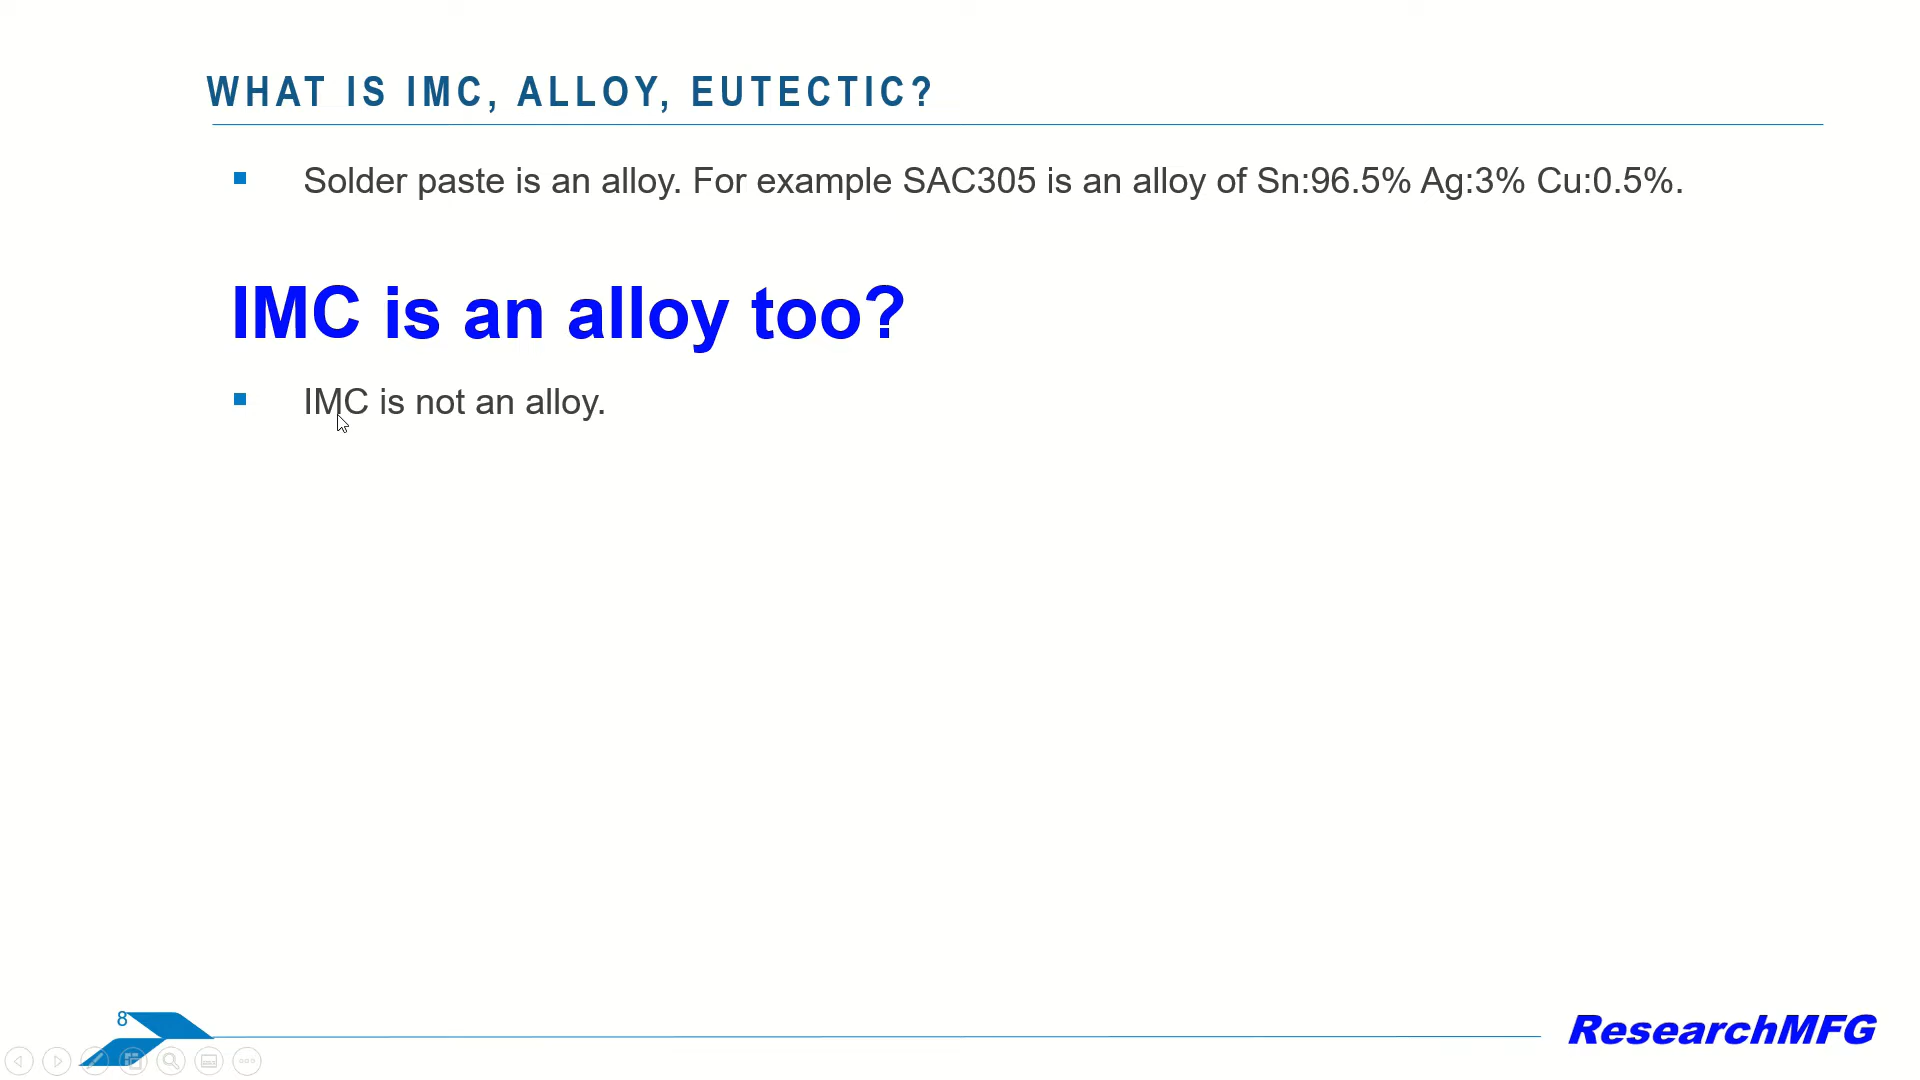 WHAT IS IMC, ALLOY, EUTECTIC?
Solder paste is an alloy. For example SAC305 is an alloy of Sn:96.5% Ag:3% Cu:0.5%.
IMC is an alloy too?
IMC is not an alloy.
8
ResearchMFG